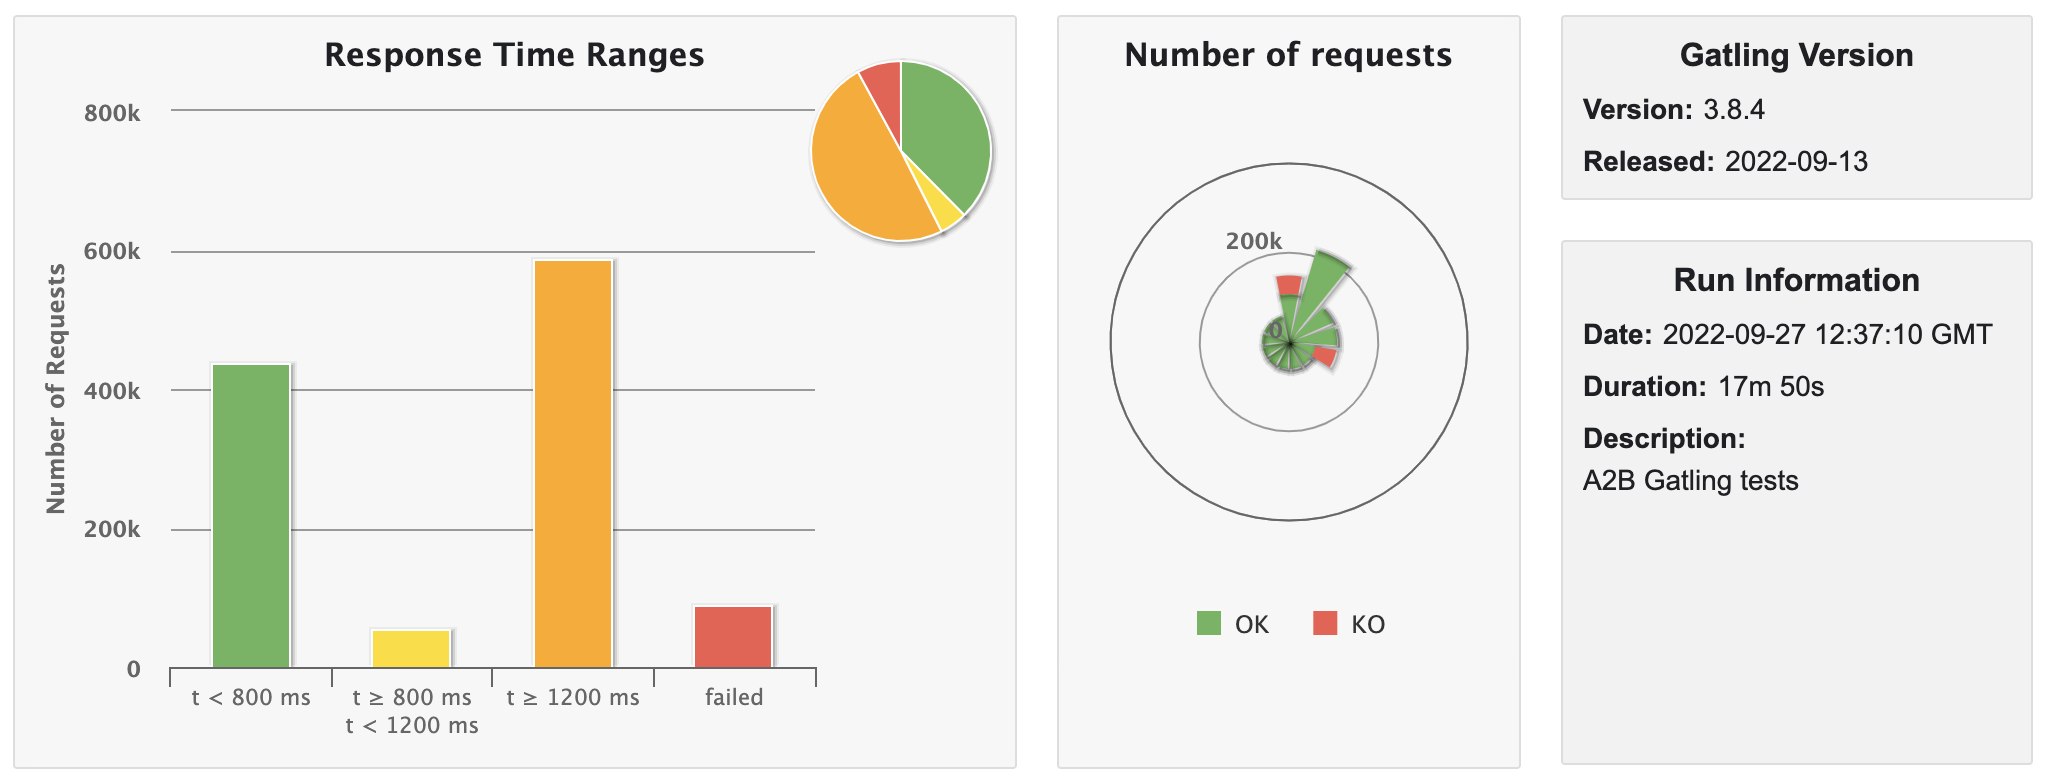 Response Time Ranges
Number of Requests
800k
600k
400k
200k
0
t < 800 ms
t ≥ 800 ms
t < 1200 ms
t ≥ 1200 ms
failed
Number of requests
200k
0
OK
KO
Gatling Version
Version: 3.8.4
Released: 2022-09-13
Run Information
Date: 2022-09-27 12:37:10 GMT
Duration: 17m 50s
Description:
A2B Gatling tests